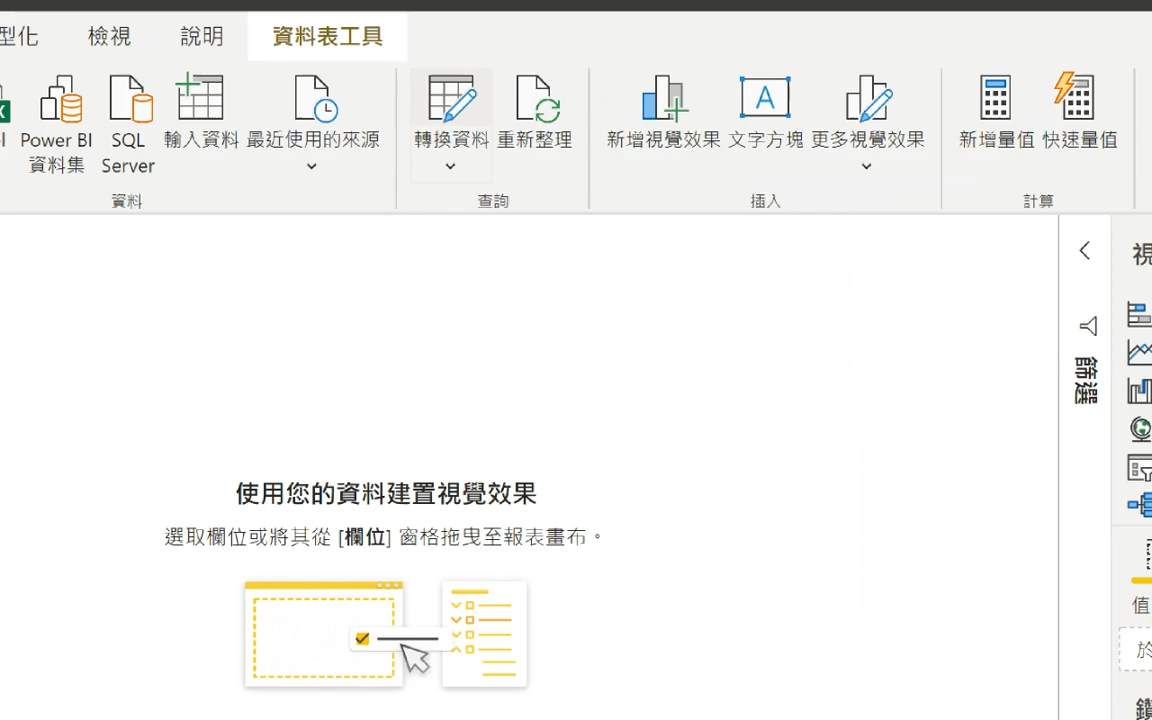 型化 檢視 說明 資料表工具
Power BI 資料集
SQL Server
輸入資料
最近使用的來源
轉換資料
重新整理
新增視覺效果
文字方塊
更多視覺效果
新增量值
快速量值
資料 查詢 插入 計算
篩選
視
使用您的資料建置視覺效果
選取欄位或將其從 [欄位] 窗格拖曳至報表畫布。
值
於
鑽